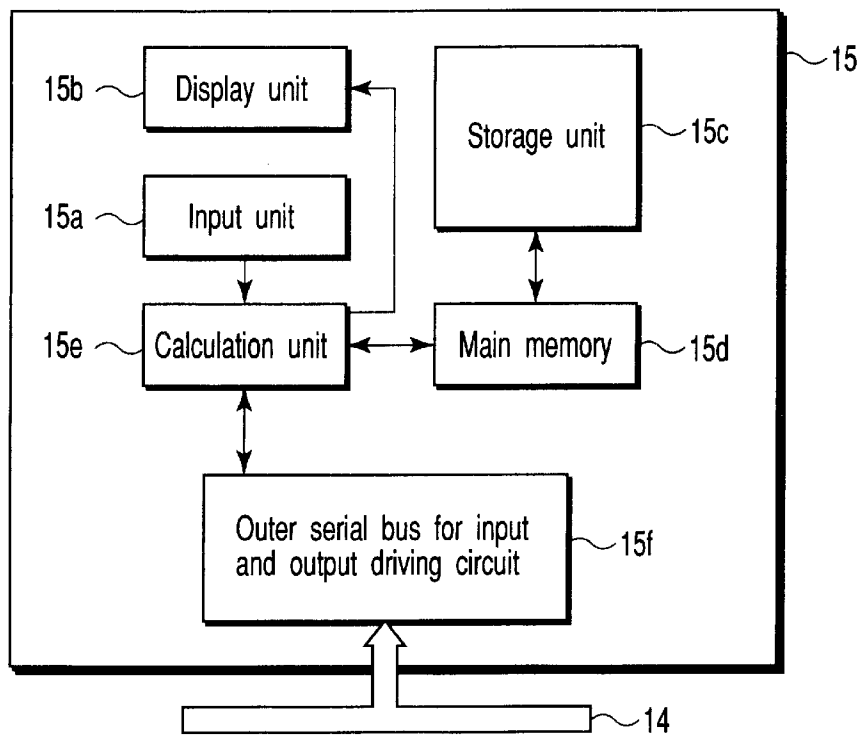 15
15b
Display unit
Storage unit
15c
15a
Input unit
15e
Calculation unit
Main memory
15d
Outer serial bus for input
and output driving circuit
15f
14